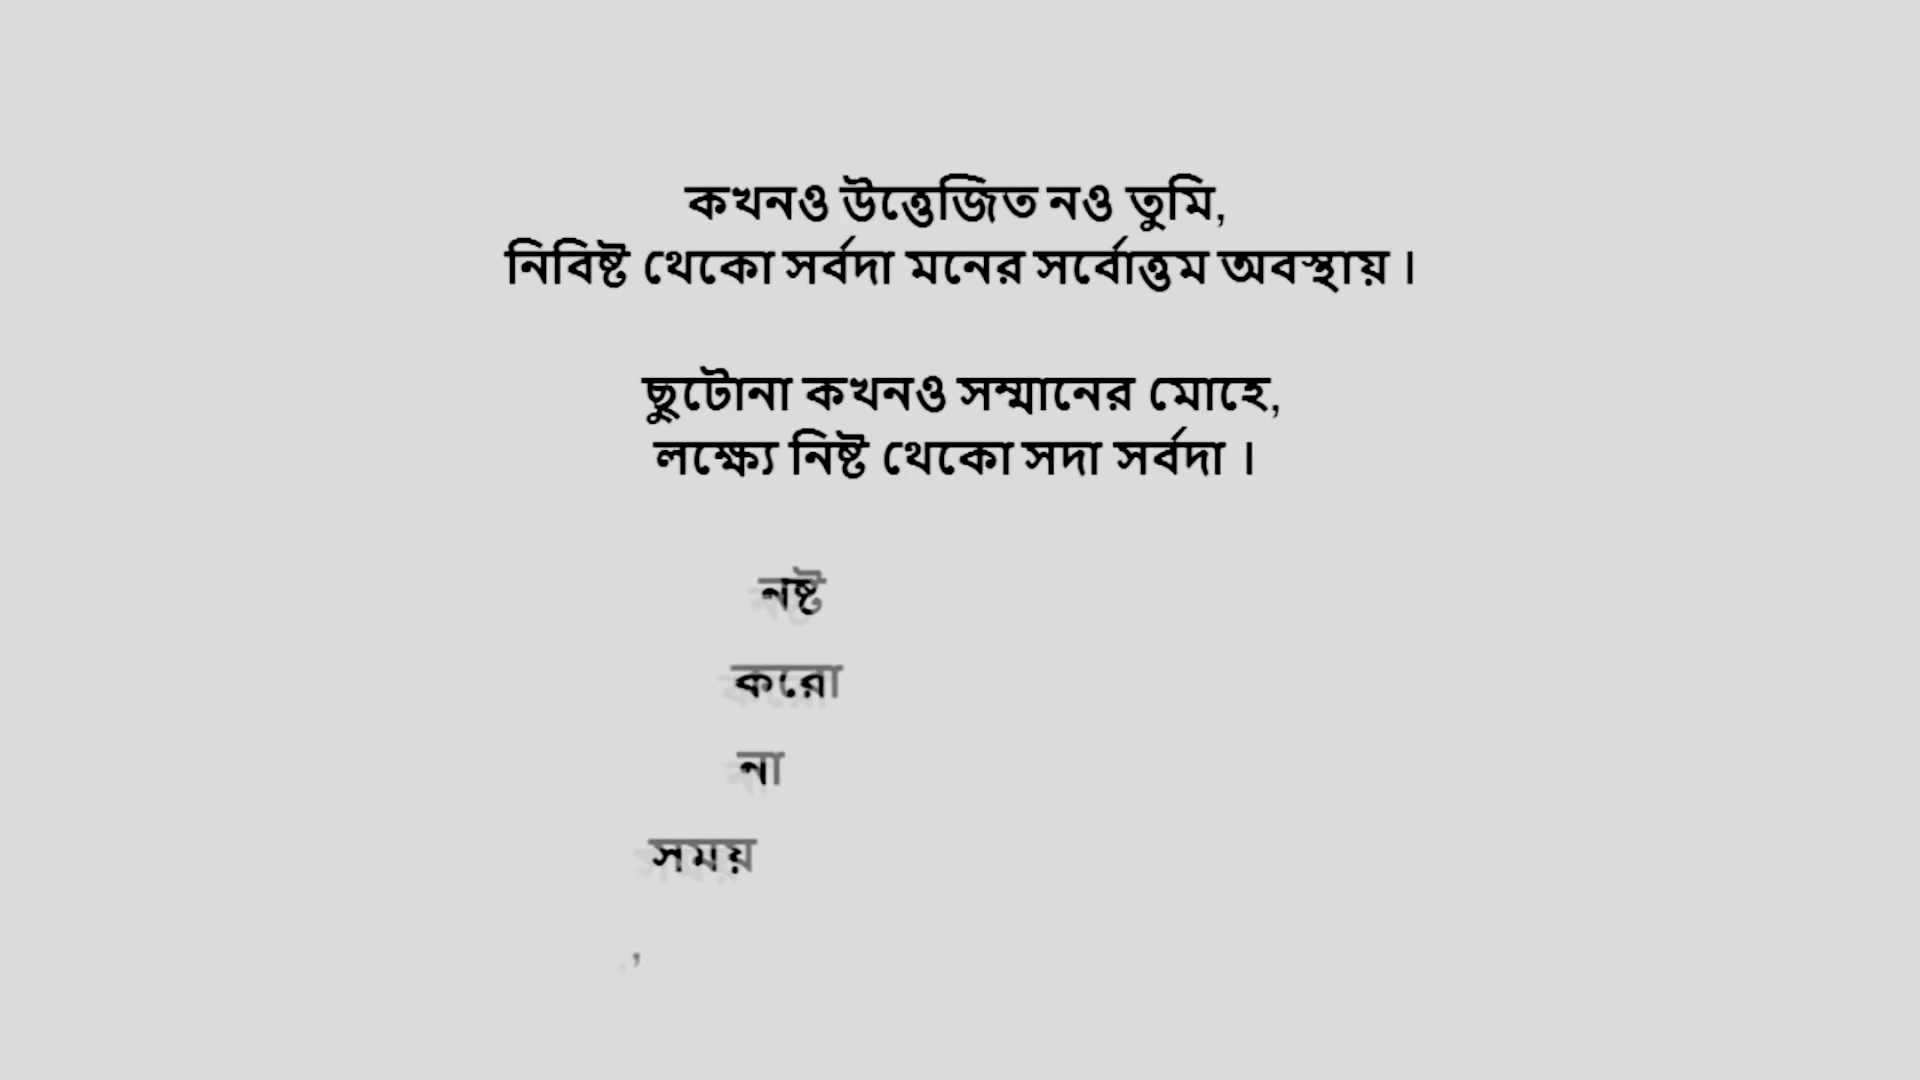 কখনও উত্তেজিত নও তুমি,
নিবিষ্ট থেকো সর্বদা মনের সর্বোত্তম অবস্থায় ।
ছুটোনা কখনও সম্মানের মোহে,
লক্ষ্যে নিষ্ট থেকো সদা সর্বদা ।
নষ্ট
করো
না
সময়
,